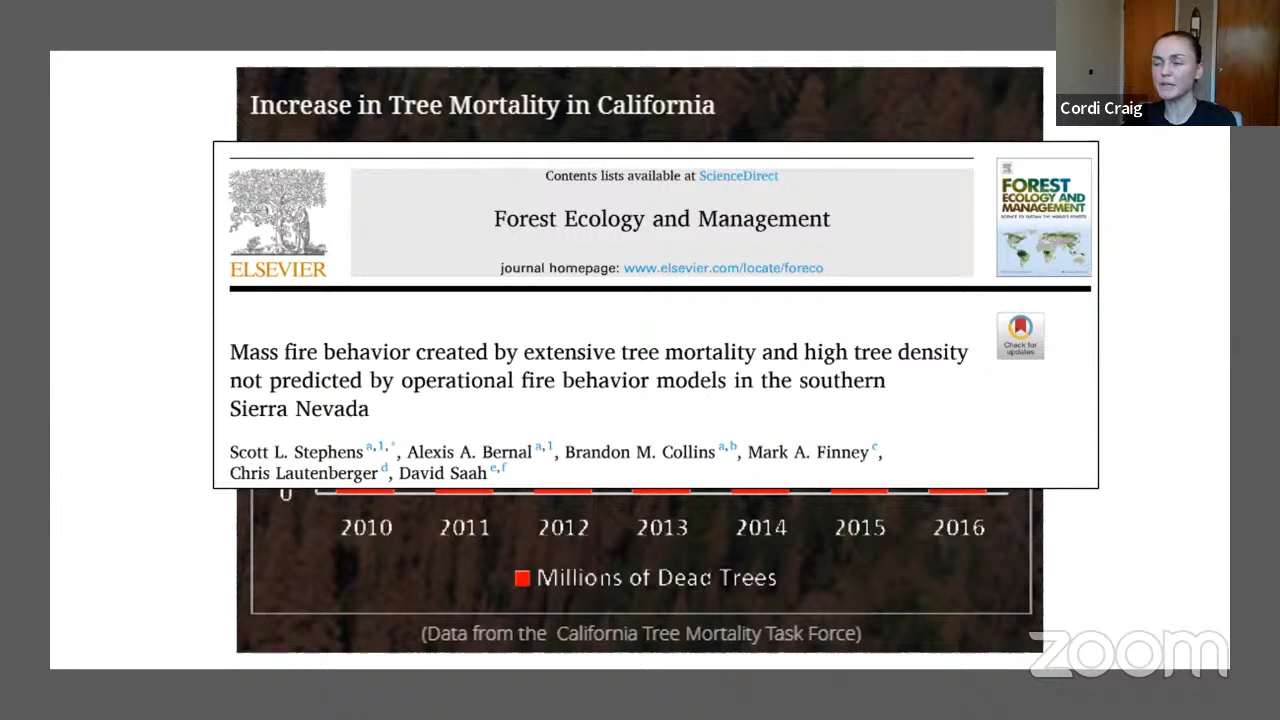 Increase in Tree Mortality in California
Cordi Craig
Contents lists available at ScienceDirect
Forest Ecology and Management
journal homepage: www.elsevier.com/locate/foreco
ELSEVIER
FOREST
ECOLOGY AND
MANAGEMENT
Check for
updates
Mass fire behavior created by extensive tree mortality and high tree density
not predicted by operational fire behavior models in the southern
Sierra Nevada
Scott L. Stephens a,1,*, Alexis A. Bernal a,1, Brandon M. Collins a,b, Mark A. Finney c,
Chris Lautenberger d, David Saah e,f
0
2010 2011 2012 2013 2014 2015 2016
Millions of Dead Trees
(Data from the California Tree Mortality Task Force)
zoom